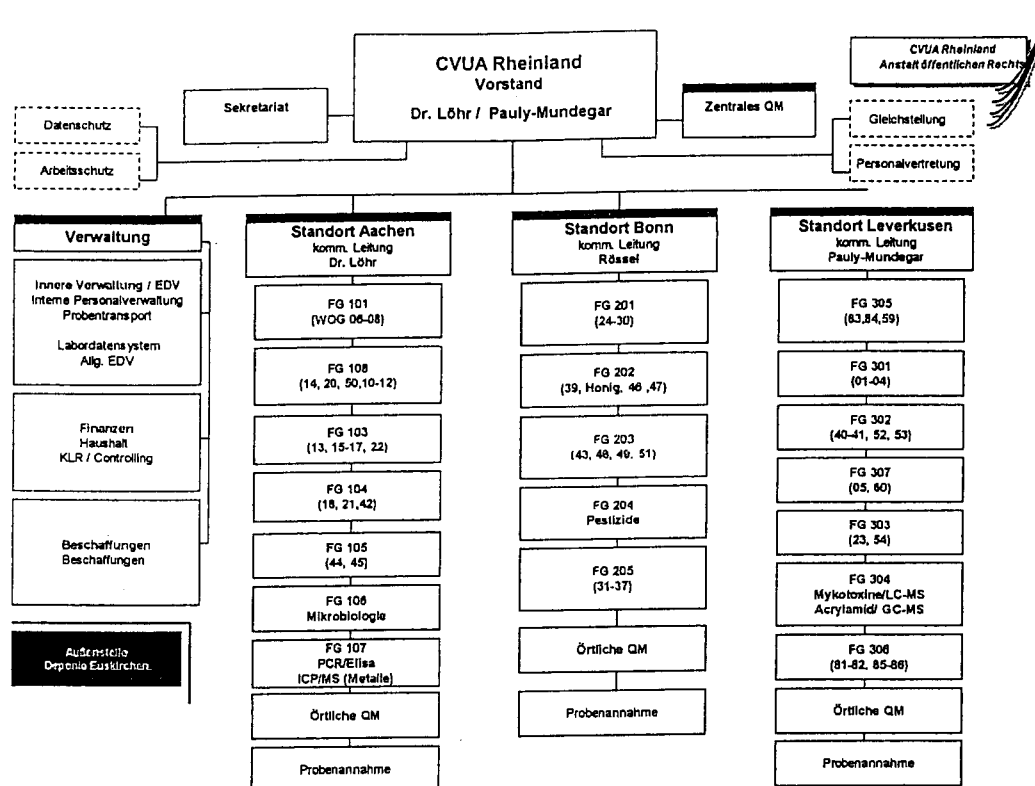 CVUA Rheinland
Vorstand
Dr. Löhr / Pauly-Mundegar
CVUA Rheinland
Anstalt öffentlichen Rechts
Sekretariat
Zentrales QM
Datenschutz
Arbeitsschutz
Gleichstellung
Personalvertretung
Verwaltung
Innere Verwaltung / EDV
Interne Personalverwaltung
Probentransport
Labordatensystem
Allg. EDV
Finanzen
Haushalt
KLR / Controlling
Beschaffungen
Beschaffungen
Außenstelle
Euskirchen
Standort Aachen
komm. Leitung
Dr. Löhr
FG 101
(WOG 06-08)
FG 108
(14, 20, 50,10-12)
FG 103
(13, 15-17, 22)
FG 104
(18, 21,42)
FG 105
(44, 45)
FG 106
Mikrobiologie
FG 107
PCR/Elisa
ICP/MS (Metalle)
Örtliche QM
Probenannahme
Standort Bonn
komm. Leitung
Rössel
FG 201
(24-30)
FG 202
(39, Honig, 46 ,47)
FG 203
(43, 48, 49, 51)
FG 204
Pestizide
FG 205
(31-37)
Örtliche QM
Probenannahme
Standort Leverkusen
komm. Leitung
Pauly-Mundegar
FG 305
(83,84,59)
FG 301
(01-04)
FG 302
(40-41, 52, 53)
FG 307
(05, 60)
FG 303
(23, 54)
FG 304
Mykotoxine/LC-MS
Acrylamid/ GC-MS
FG 306
(81-82, 85-86)
Örtliche QM
Probenannahme